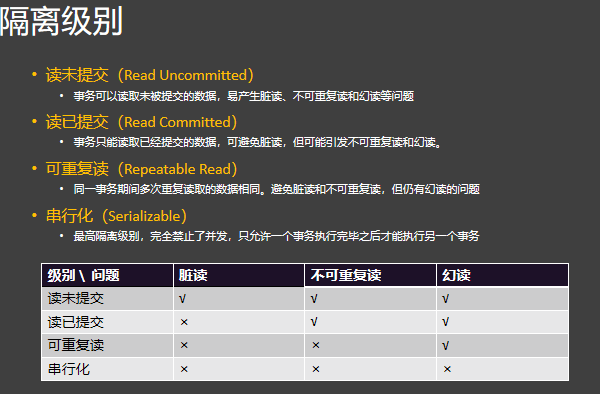 隔离级别
• 读未提交（Read Uncommitted）
• 事务可以读取未被提交的数据，易产生脏读、不可重复读和幻读等问题
• 读已提交（Read Committed）
• 事务只能读取已经提交的数据，可避免脏读，但可能引发不可重复读和幻读。
• 可重复读（Repeatable Read）
• 同一事务期间多次重复读取的数据相同。避免脏读和不可重复读，但仍有幻读的问题
• 串行化（Serializable）
• 最高隔离级别，完全禁止了并发，只允许一个事务执行完毕之后才能执行另一个事务
级别 \ 问题 脏读 不可重复读 幻读
读未提交 √ √ √
读已提交 × √ √
可重复读 × × √
串行化 × × ×